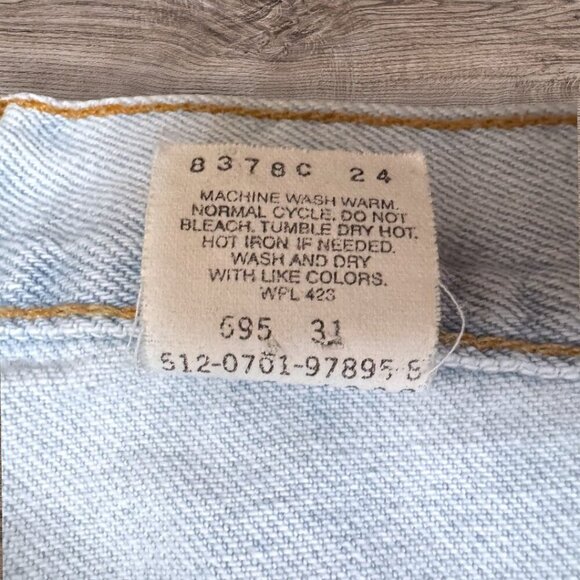 8378C 24
MACHINE WASH WARM.
NORMAL CYCLE. DO NOT
BLEACH. TUMBLE DRY HOT.
HOT IRON IF NEEDED.
WASH AND DRY
WITH LIKE COLORS.
WPL 423
695 31
512-0701-97895 8